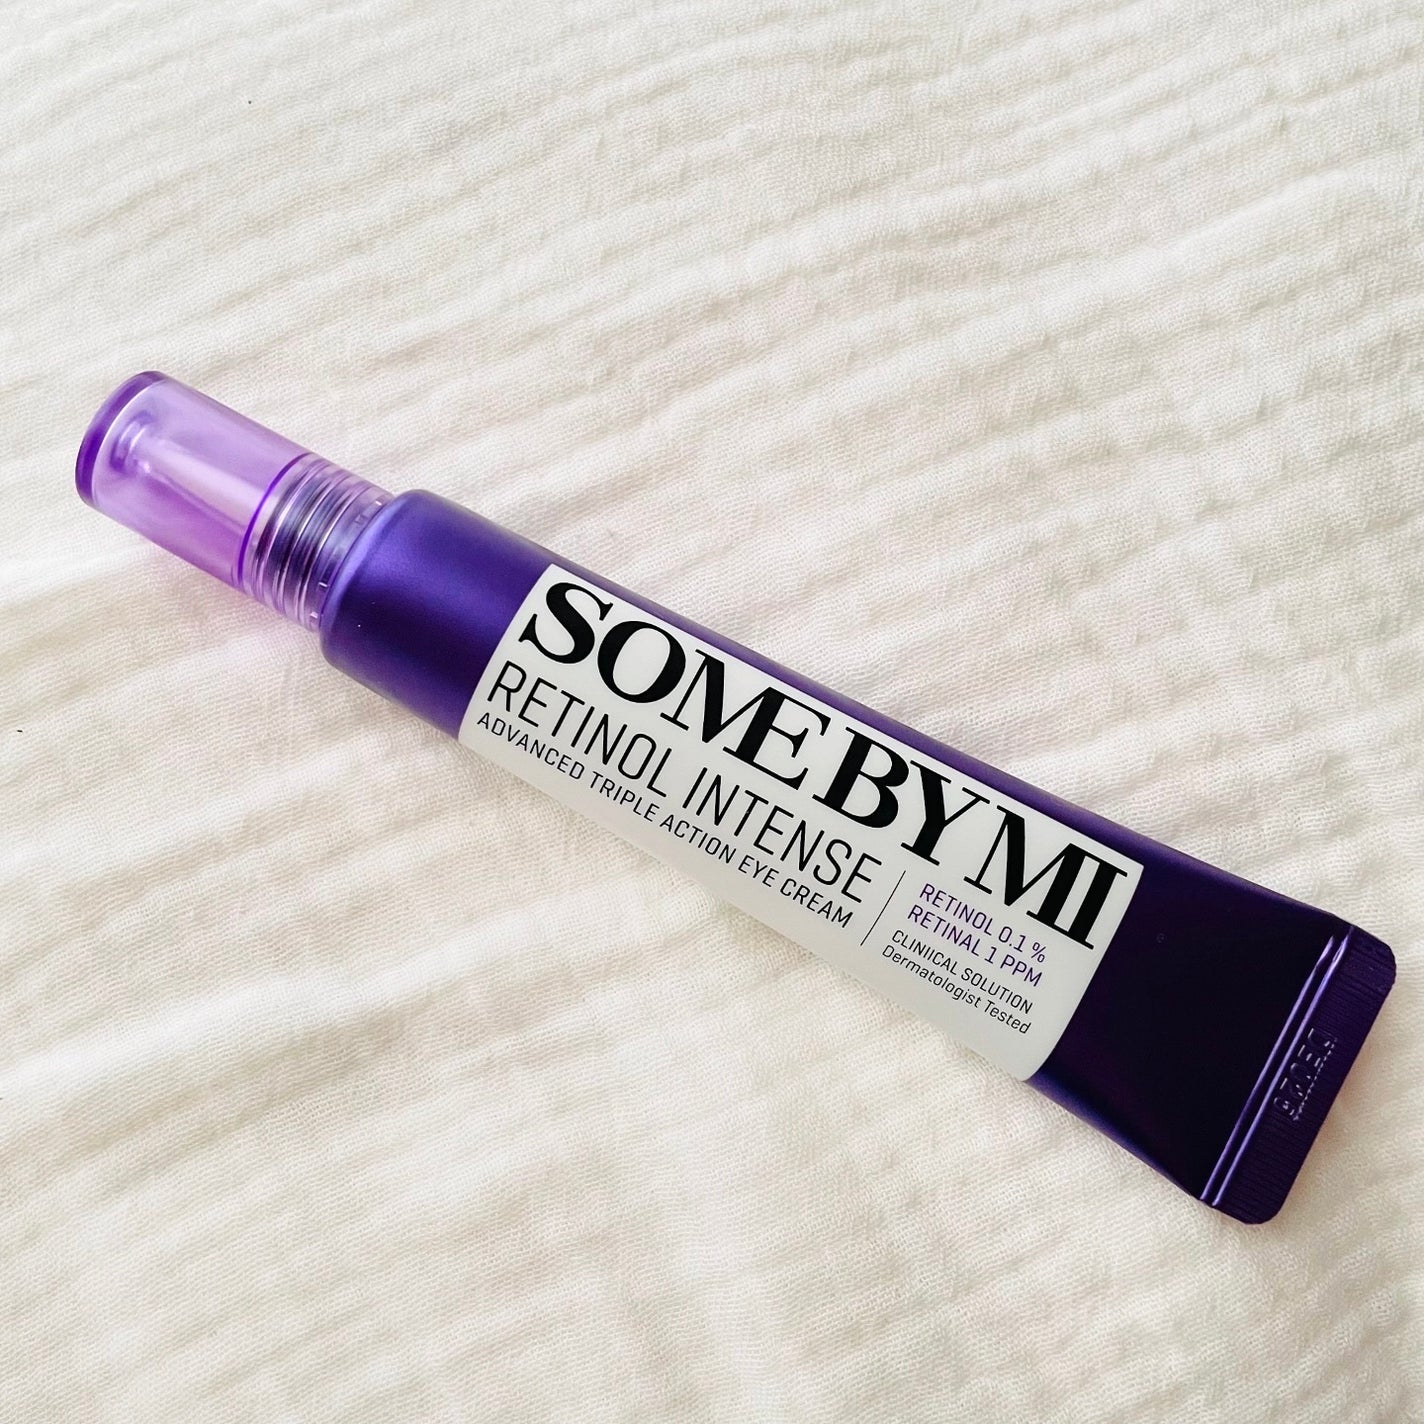 SOME BY MI
RETINOL INTENSE
ADVANCED TRIPLE ACTION EYE CREAM
RETINOL 0.1 %
RETINAL 1 PPM
CLINIICAL SOLUTION
Dermatologist Tested